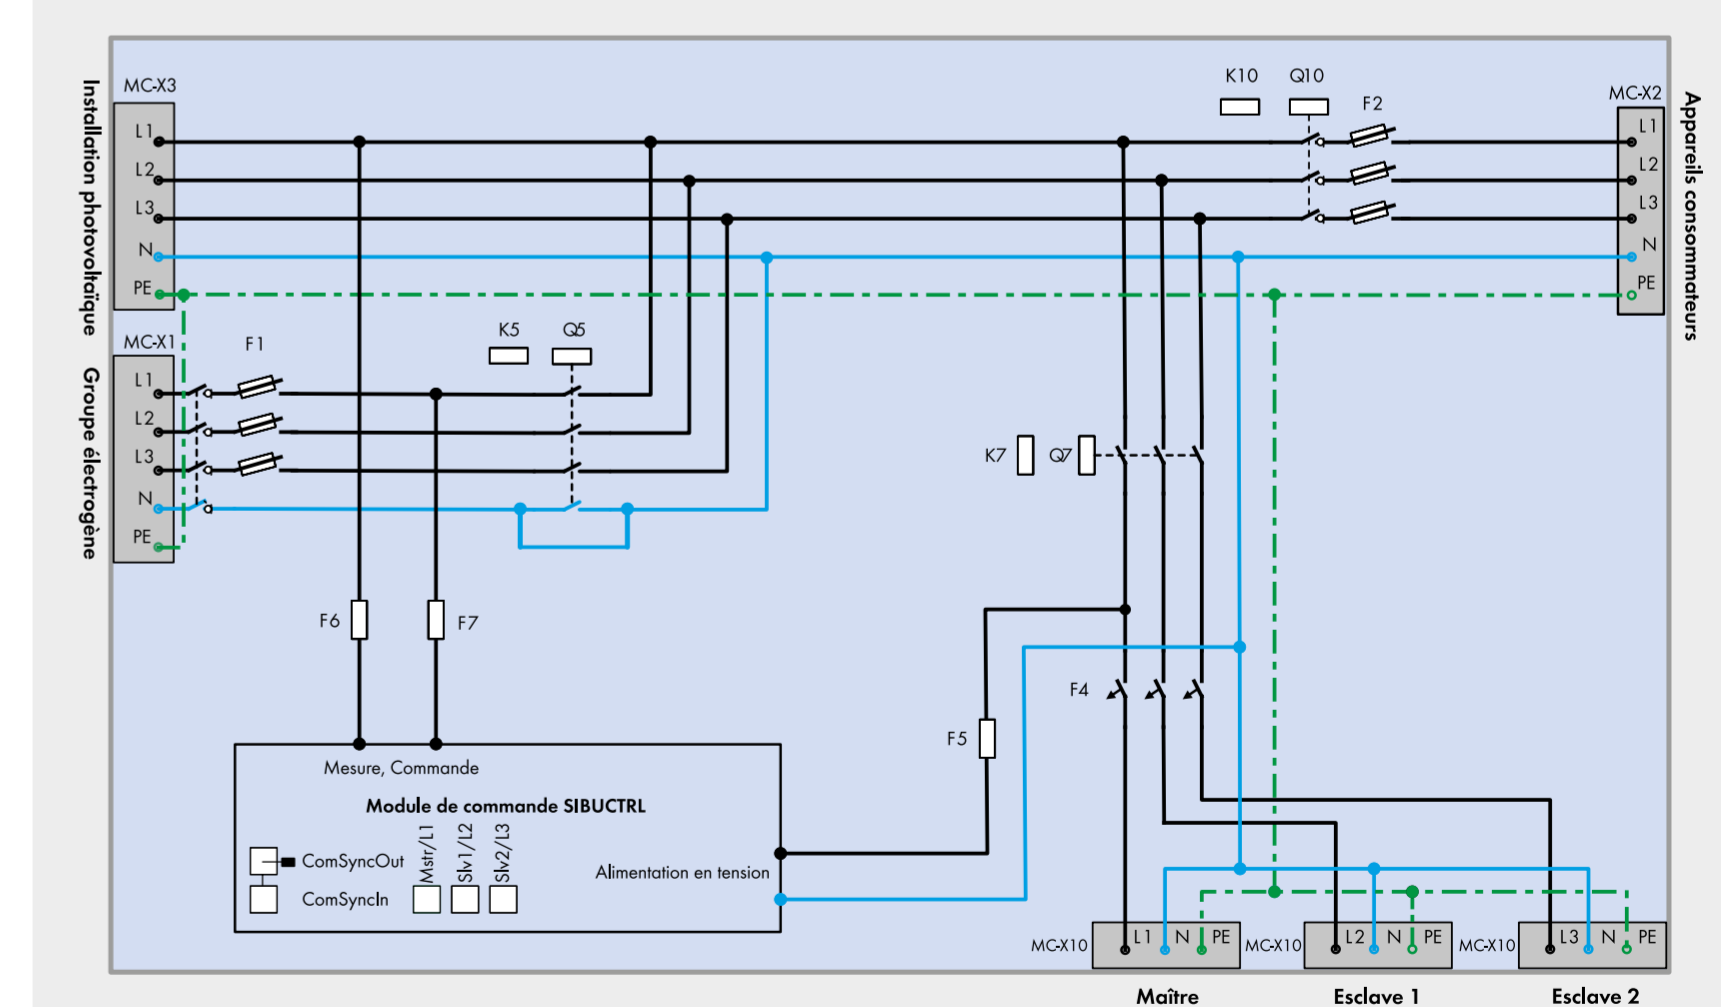 Installation photovoltaïque
MC-X3
L1
L2
L3
N
PE
K10
Q10
F2
MC-X2
L1
L2
L3
N
PE
Appareils consommateurs
Groupe électrogène
MC-X1
L1
L2
L3
N
PE
F1
K5
Q5
K7
Q7
F6
F7
F4
F5
Mesure, Commande
Module de commande SIBUCTRL
ComSyncOut
ComSyncIn
Mstr/L1
Slv1/L2
Slv2/L3
Alimentation en tension
MC-X10
L1
N
PE
MC-X10
L2
N
PE
MC-X10
L3
N
PE
Maître
Esclave 1
Esclave 2